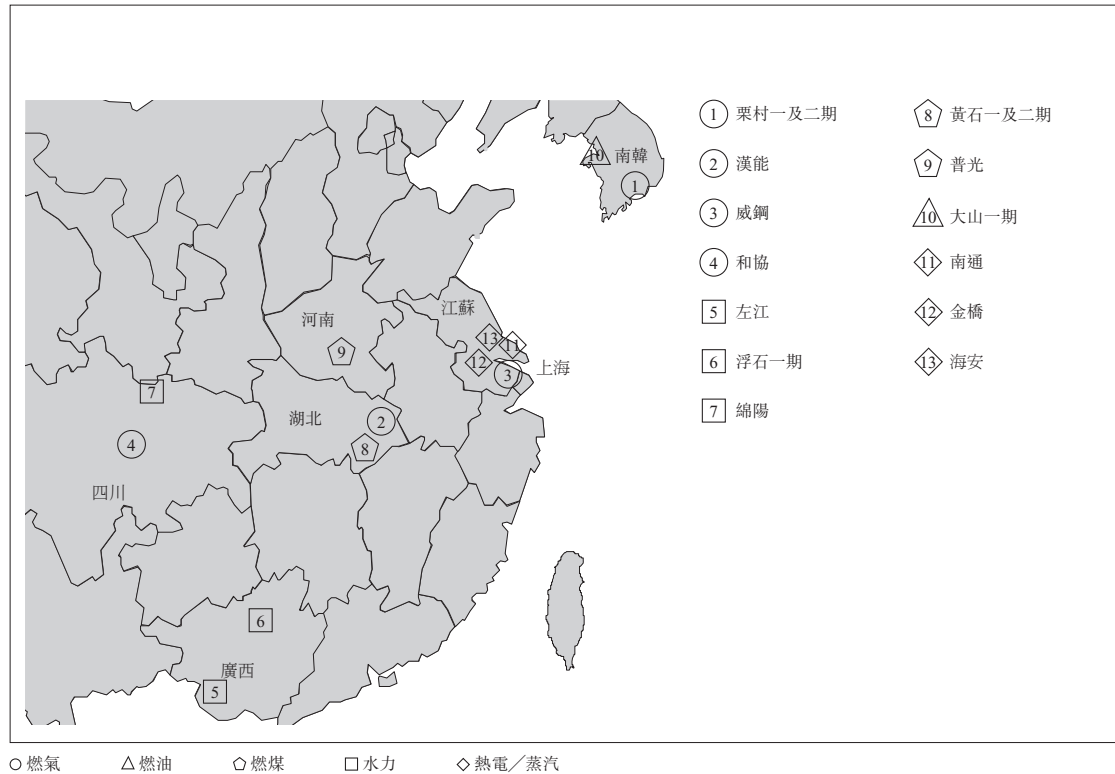 10 南韓
1
江蘇
河南
13
11
9
12
上海
3
7
湖北
2
4
8
四川
6
廣西
5
1 栗村一及二期
2 漢能
3 威鋼
4 和協
5 左江
6 浮石一期
7 綿陽
8 黃石一及二期
9 普光
10 大山一期
11 南通
12 金橋
13 海安
燃氣 燃油 燃煤 水力 熱電／蒸汽